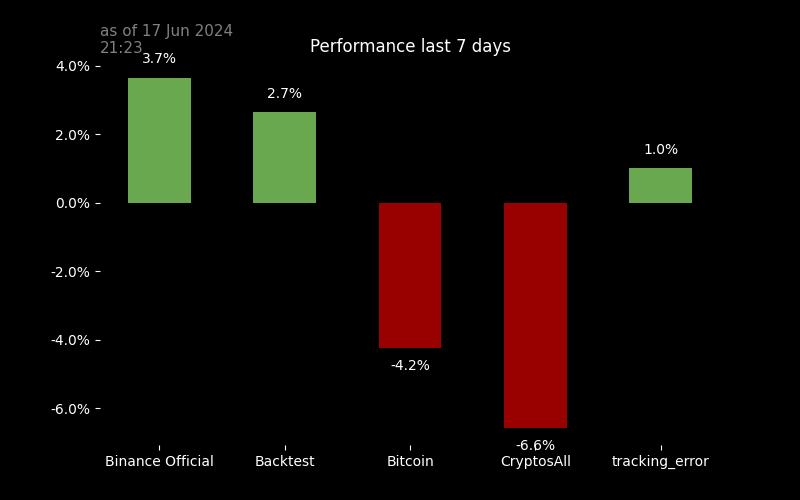 as of 17 Jun 2024
21:23
Performance last 7 days
4.0%
2.0%
0.0%
-2.0%
-4.0%
-6.0%
3.7%
2.7%
-4.2%
-6.6%
1.0%
Binance Official
Backtest
Bitcoin
CryptosAll
tracking_error